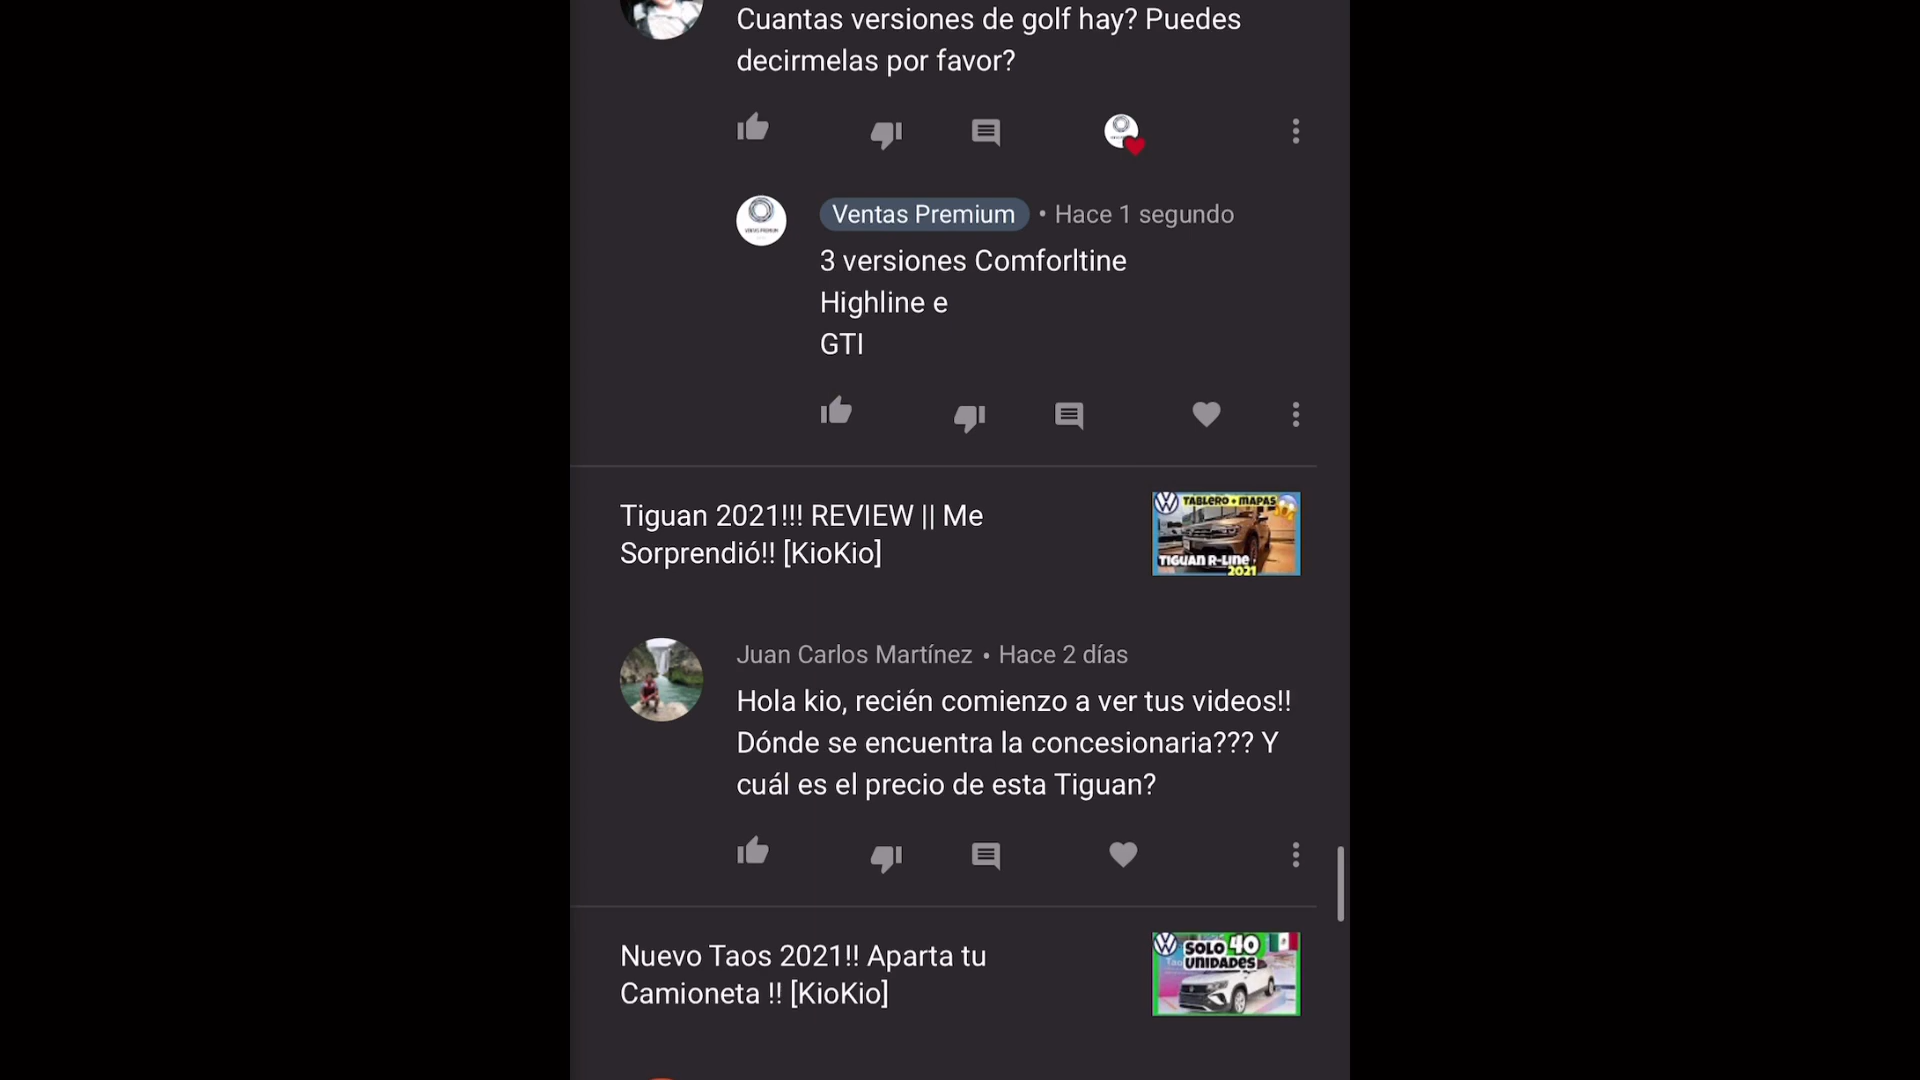 Cuantas versiones de golf hay? Puedes
decirmelas por favor?
VENTAS PREMIUM
Ventas Premium • Hace 1 segundo
3 versiones Comforltine
Highline e
GTI
Tiguan 2021!!! REVIEW || Me
Sorprendió!! [KioKio]
TABLERO + MAPAS
TIGUAN R-LINE
2021
Juan Carlos Martínez • Hace 2 días
Hola kio, recién comienzo a ver tus videos!!
Dónde se encuentra la concesionaria??? Y
cuál es el precio de esta Tiguan?
Nuevo Taos 2021!! Aparta tu
Camioneta !! [KioKio]
SOLO 40
UNIDADES